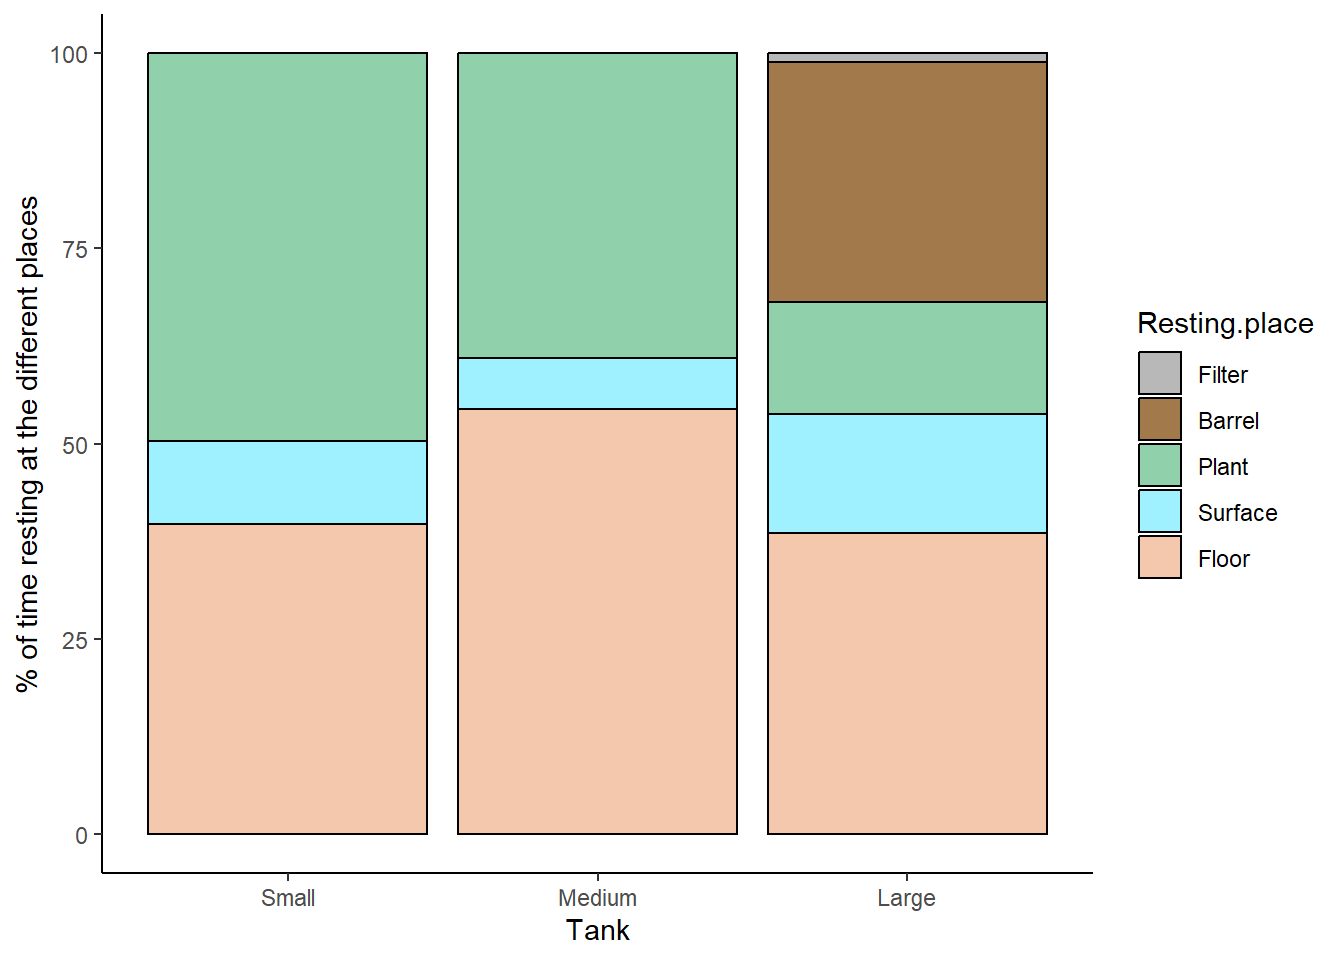 % of time resting at the different places
100
75
50
25
0
Small
Medium
Large
Tank
Resting.place
Filter
Barrel
Plant
Surface
Floor